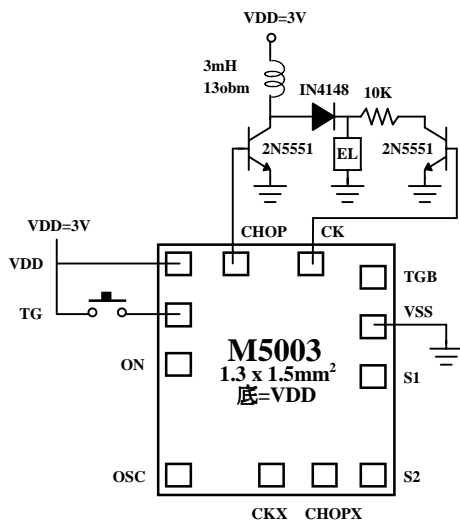 VDD=3V
3mH
13obm
IN4148
10K
2N5551
EL
2N5551
VDD=3V
CHOP
CK
VDD
TGB
TG
VSS
ON
M5003
1.3 x 1.5mm²
底=VDD
S1
OSC
S2
CKX
CHOPX